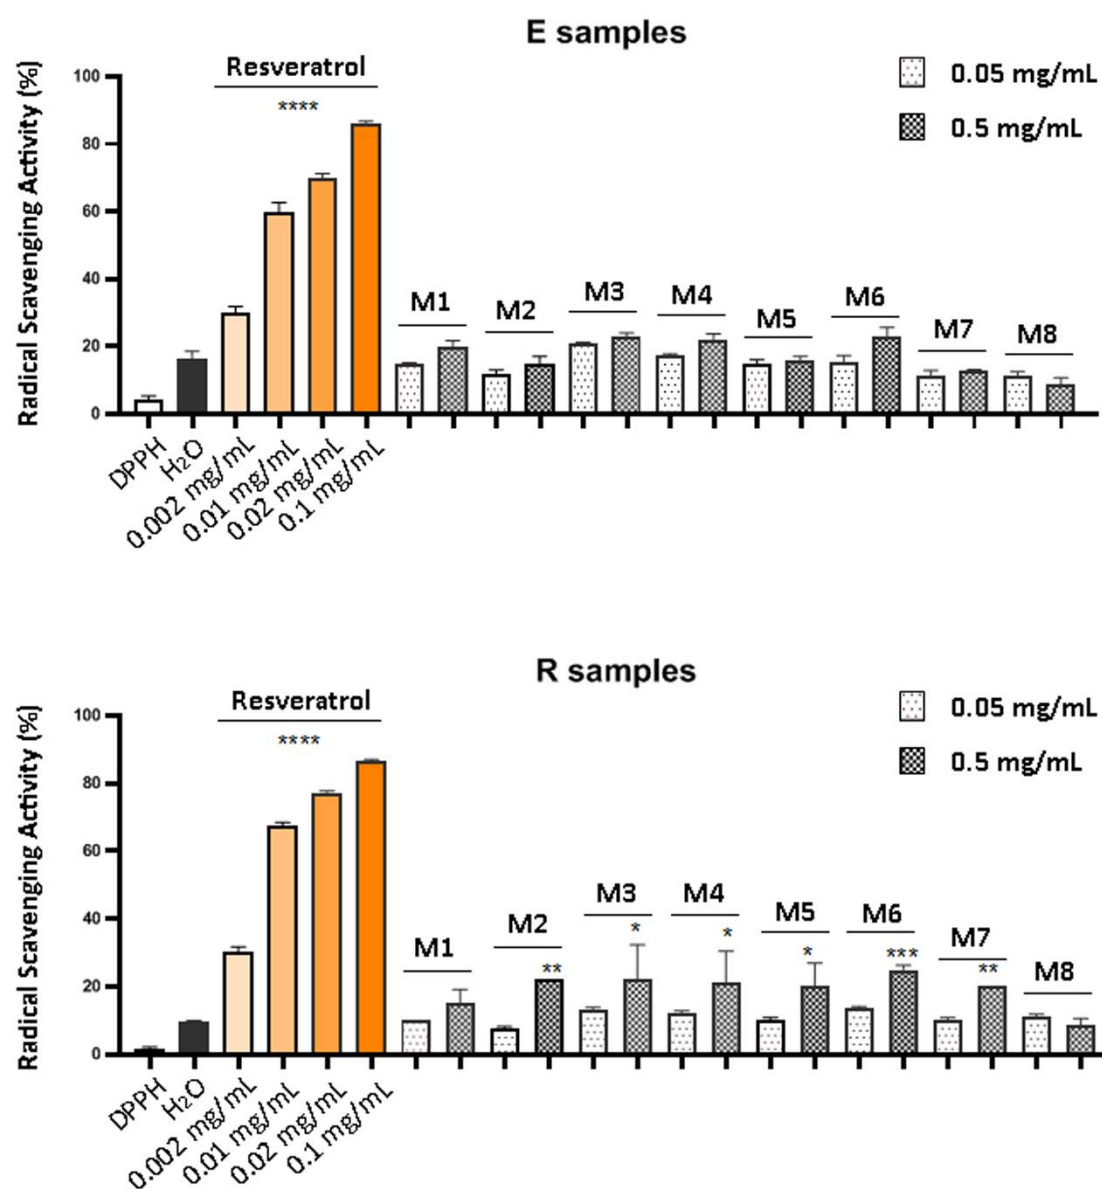 E samples
Radical Scavenging Activity (%)
Resveratrol
****
0.05 mg/mL
0.5 mg/mL
100
80
60
40
20
0
M1
M2
M3
M4
M5
M6
M7
M8
DPPH
H₂O
0.002 mg/mL
0.01 mg/mL
0.02 mg/mL
0.1 mg/mL
R samples
Radical Scavenging Activity (%)
Resveratrol
****
0.05 mg/mL
0.5 mg/mL
100
80
60
40
20
0
M1
M2
**
M3
*
M4
*
M5
*
M6
***
M7
**
M8
DPPH
H₂O
0.002 mg/mL
0.01 mg/mL
0.02 mg/mL
0.1 mg/mL